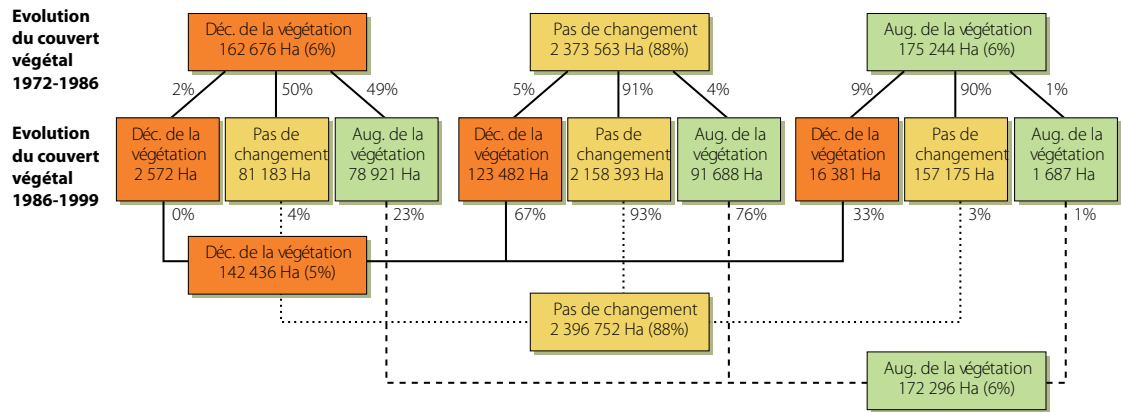 Evolution
du couvert
végétal
1972-1986
Déc. de la végétation
162 676 Ha (6%)
Pas de changement
2 373 563 Ha (88%)
Aug. de la végétation
175 244 Ha (6%)
2%
50%
49%
5%
91%
4%
9%
90%
1%
Evolution
du couvert
végétal
1986-1999
Déc. de la
végétation
2 572 Ha
Pas de
changement
81 183 Ha
Aug. de la
végétation
78 921 Ha
Déc. de la
végétation
123 482 Ha
Pas de
changement
2 158 393 Ha
Aug. de la
végétation
91 688 Ha
Déc. de la
végétation
16 381 Ha
Pas de
changement
157 175 Ha
Aug. de la
végétation
1 687 Ha
0%
4%
23%
67%
93%
76%
33%
3%
1%
Déc. de la végétation
142 436 Ha (5%)
Pas de changement
2 396 752 Ha (88%)
Aug. de la végétation
172 296 Ha (6%)